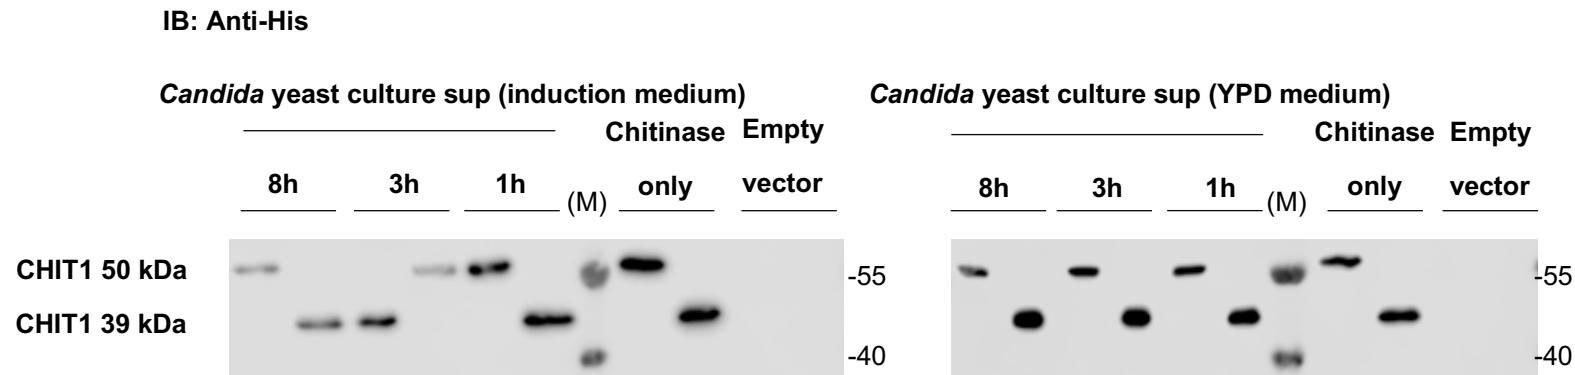 IB: Anti-His
Candida yeast culture sup (induction medium)
Chitinase only
Empty vector
8h 3h 1h (M)
CHIT1 50 kDa
CHIT1 39 kDa
-55
-40
Candida yeast culture sup (YPD medium)
Chitinase only
Empty vector
8h 3h 1h (M)
-55
-40